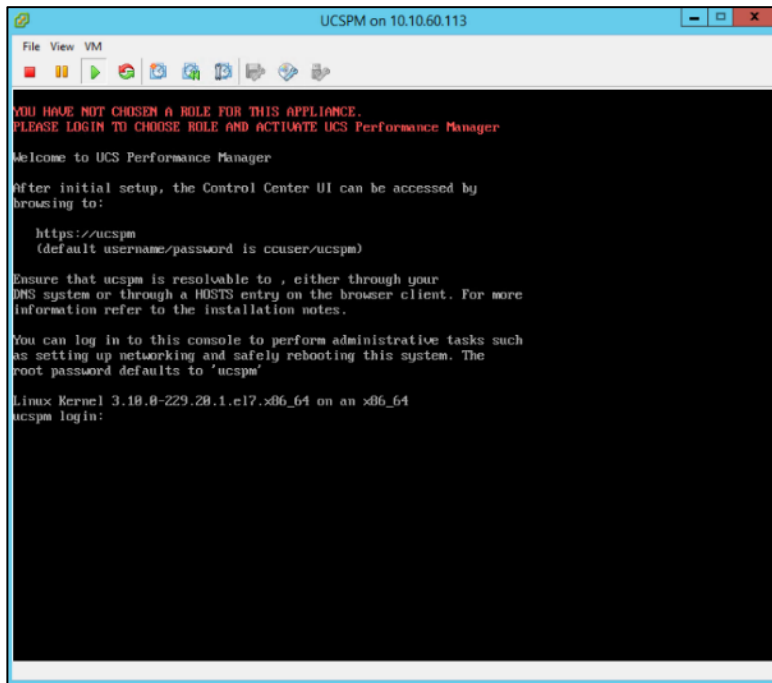 UCSPM on 10.10.60.113
File View VM
YOU HAVE NOT CHOSEN A ROLE FOR THIS APPLIANCE.
PLEASE LOGIN TO CHOOSE ROLE AND ACTIVATE UCS Performance Manager
Welcome to UCS Performance Manager
After initial setup, the Control Center UI can be accessed by
browsing to:
https://ucspm
(default username/password is ccuser/ucspm)
Ensure that ucspm is resolvable to , either through your
DNS system or through a HOSTS entry on the browser client. For more
information refer to the installation notes.
You can log in to this console to perform administrative tasks such
as setting up networking and safely rebooting this system. The
root password defaults to 'ucspm'
Linux Kernel 3.10.0-229.20.1.el7.x86_64 on an x86_64
ucspm login: